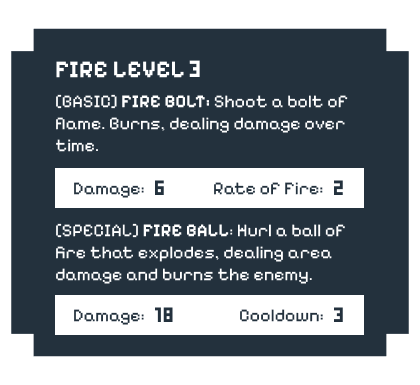 FIRE LEVEL 3
(BASIC) FIRE BOLT: Shoot a bolt of
flame. Burns, dealing damage over
time.
Damage: 6 Rate of Fire: 2
(SPECIAL) FIRE BALL: Hurl a ball of
fire that explodes, dealing area
damage and burns the enemy.
Damage: 18 Cooldown: 3